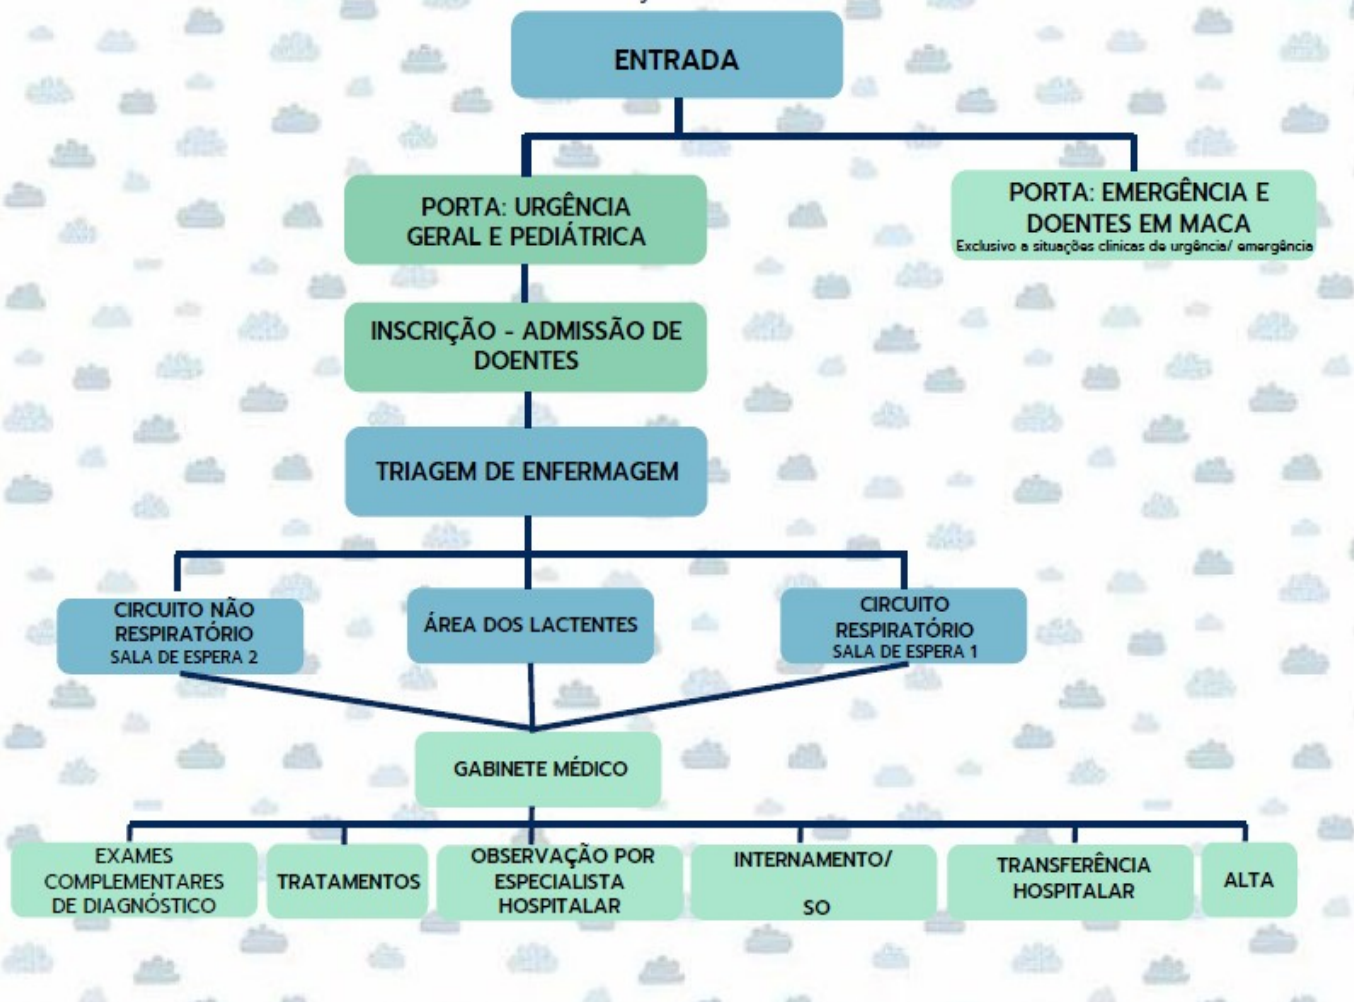 ENTRADA
PORTA: URGÊNCIA
GERAL E PEDIÁTRICA
PORTA: EMERGÊNCIA E
DOENTES EM MACA
Exclusivo a situações clinicas de urgência/ emergência
INSCRIÇÃO - ADMISSÃO DE
DOENTES
TRIAGEM DE ENFERMAGEM
CIRCUITO NÃO
RESPIRATÓRIO
SALA DE ESPERA 2
ÁREA DOS LACTENTES
CIRCUITO
RESPIRATÓRIO
SALA DE ESPERA 1
GABINETE MÉDICO
EXAMES
COMPLEMENTARES
DE DIAGNÓSTICO
TRATAMENTOS
OBSERVAÇÃO POR
ESPECIALISTA
HOSPITALAR
INTERNAMENTO/
SO
TRANSFERÊNCIA
HOSPITALAR
ALTA